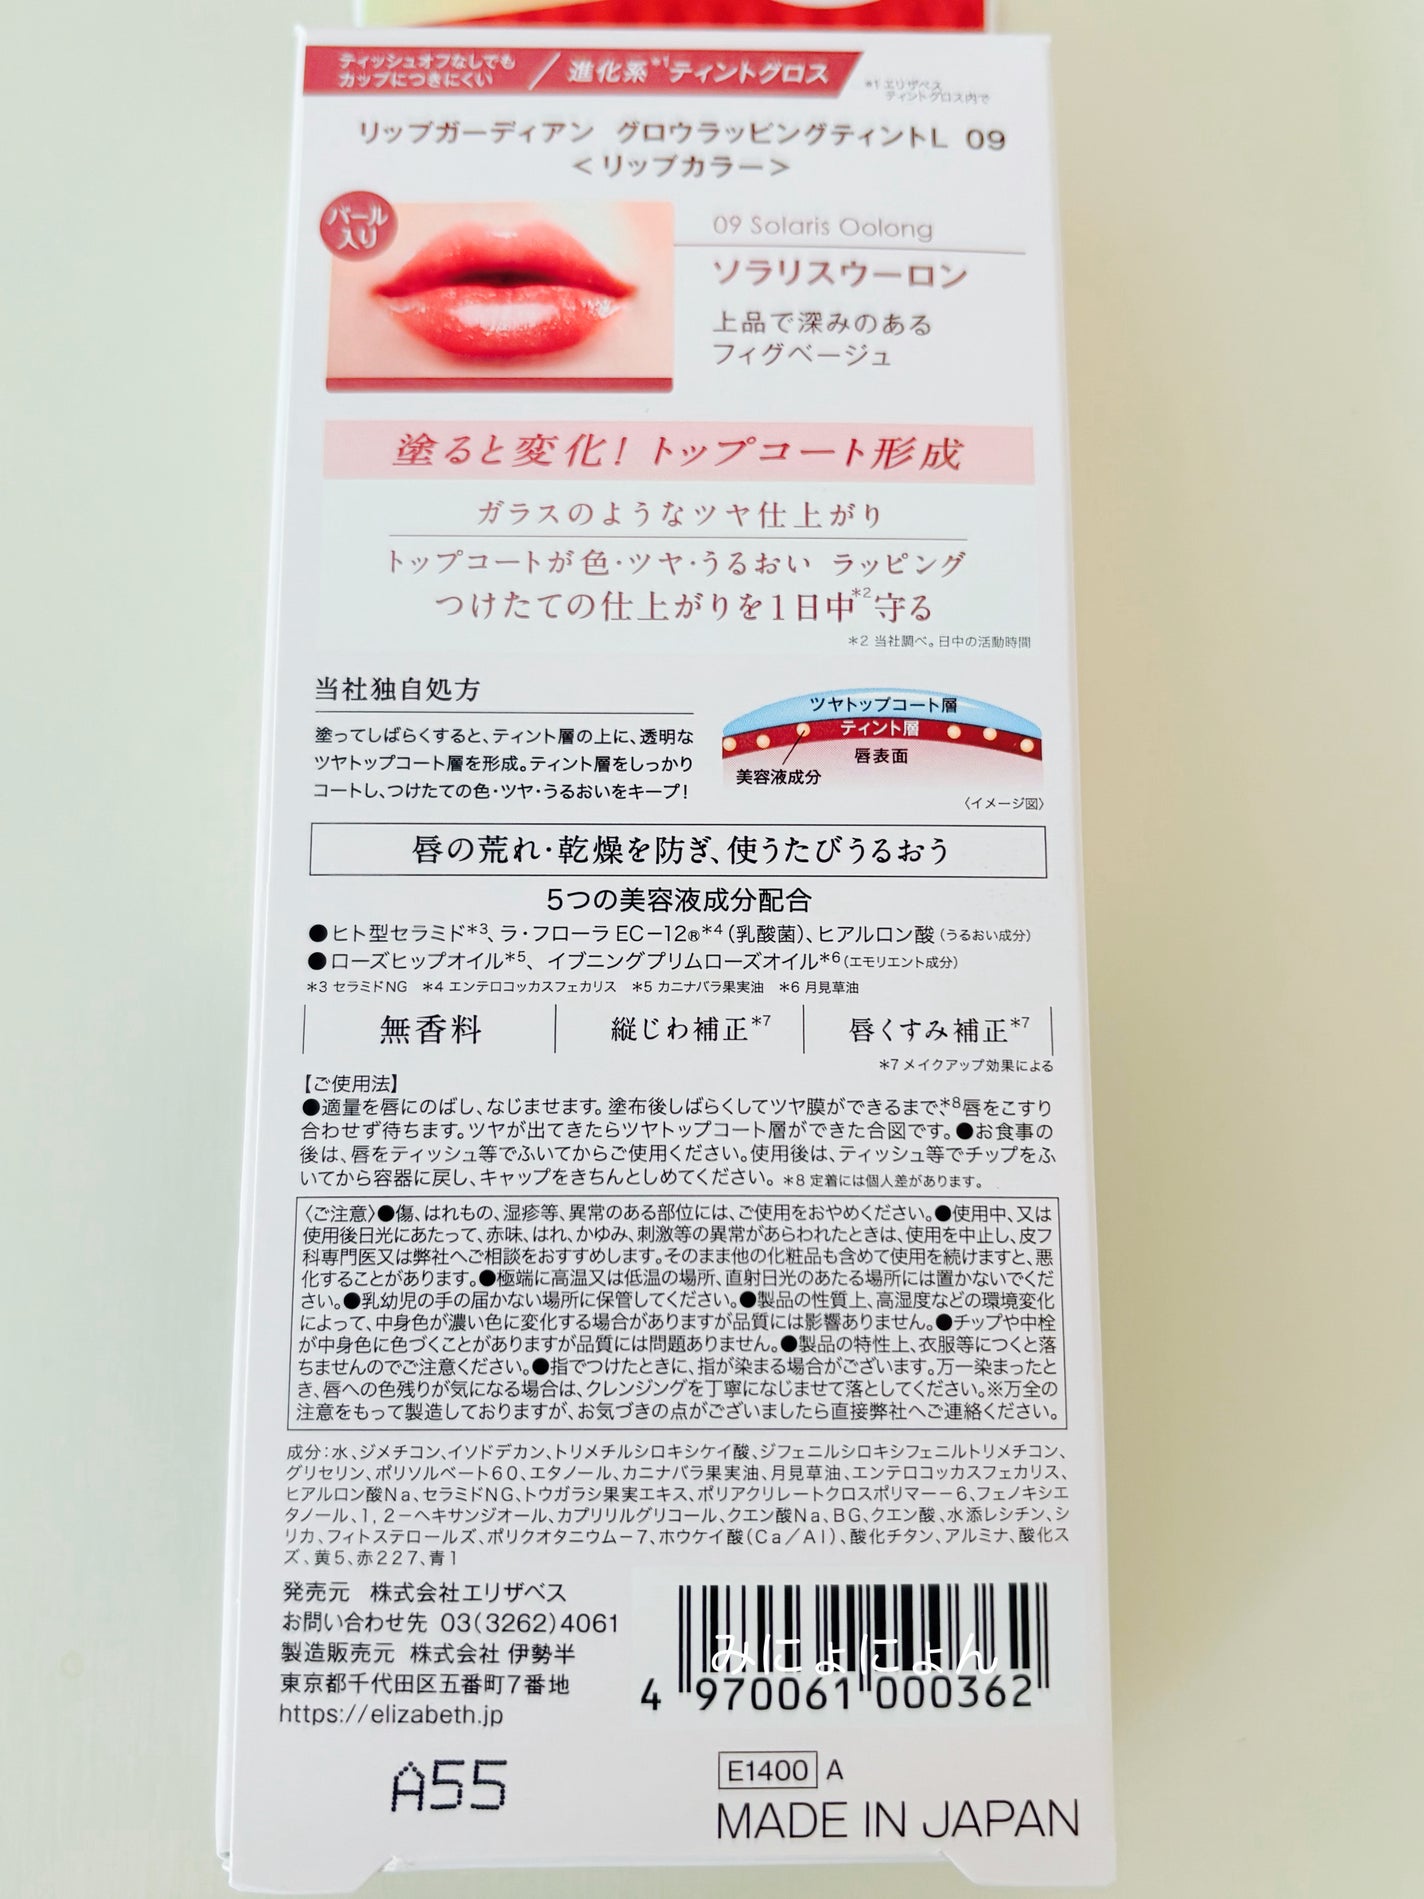 ティッシュオフなしでも
カップにつきにくい
進化系*1ティントグロス
*1 エリザベス
ティントグロス内で
リップガーディアン グロウラッピングティントL 09
＜リップカラー＞
パール
入り
09 Solaris Oolong
ソラリスウーロン
上品で深みのある
フィグベージュ
塗ると変化！トップコート形成
ガラスのようなツヤ仕上がり
トップコートが色・ツヤ・うるおい ラッピング
つけたての仕上がりを1日中*2守る
*2 当社調べ。日中の活動時間
当社独自処方
塗ってしばらくすると、ティント層の上に、透明な
ツヤトップコート層を形成。ティント層をしっかり
コートし、つけたての色・ツヤ・うるおいをキープ！
ツヤトップコート層
ティント層
唇表面
美容液成分
〈イメージ図〉
唇の荒れ・乾燥を防ぎ、使うたびうるおう
5つの美容液成分配合
●ヒト型セラミド*3、ラ・フローラ EC－12®*4（乳酸菌）、ヒアルロン酸（うるおい成分）
●ローズヒップオイル*5、イブニングプリムローズオイル*6（エモリエント成分）
*3 セラミドNG *4 エンテロコッカスフェカリス *5 カニナバラ果実油 *6 月見草油
無香料
縦じわ補正*7
唇くすみ補正*7
*7 メイクアップ効果による
【ご使用法】
●適量を唇にのばし、なじませます。塗布後しばらくしてツヤ膜ができるまで、*8唇をこすり
合わせず待ちます。ツヤが出てきたらツヤトップコート層ができた合図です。●お食事の
後は、唇をティッシュ等でふいてからご使用ください。使用後は、ティッシュ等でチップをふ
いてから容器に戻し、キャップをきちんとしめてください。*8 定着には個人差があります。
〈ご注意〉●傷、はれもの、湿疹等、異常のある部位には、ご使用をおやめください。●使用中、又は
使用後日光にあたって、赤味、はれ、かゆみ、刺激等の異常があらわれたときは、使用を中止し、皮フ
科専門医又は弊社へご相談をおすすめします。そのまま他の化粧品も含めて使用を続けますと、悪
化することがあります。●極端に高温又は低温の場所、直射日光のあたる場所には置かないでくだ
さい。●乳幼児の手の届かない場所に保管してください。●製品の性質上、高湿度などの環境変化
によって、中身色が濃い色に変化する場合がありますが品質には影響ありません。●チップや中栓
が中身色に色づくことがありますが品質には問題ありません。●製品の特性上、衣服等につくと落
ちませんのでご注意ください。●指でつけたときに、指が染まる場合がございます。万一染まったと
き、唇への色残りが気になる場合は、クレンジングを丁寧になじませて落としてください。※万全の
注意をもって製造しておりますが、お気づきの点がございましたら直接弊社へご連絡ください。
成分：水、ジメチコン、イソドデカン、トリメチルシロキシケイ酸、ジフェニルシロキシフェニルトリメチコン、
グリセリン、ポリソルベート60、エタノール、カニナバラ果実油、月見草油、エンテロコッカスフェカリス、
ヒアルロン酸Na、セラミドNG、トウガラシ果実エキス、ポリアクリレートクロスポリマー－6、フェノキシエ
タノール、1，2－ヘキサンジオール、カプリリルグリコール、クエン酸Na、BG、クエン酸、水添レシチン、シ
リカ、フィトステロールズ、ポリクオタニウム－7、ホウケイ酸（Ca／Al）、酸化チタン、アルミナ、酸化ス
ズ、黄5、赤227、青1
発売元 株式会社エリザベス
お問い合わせ先 03（3262）4061
製造販売元 株式会社 伊勢半
東京都千代田区五番町7番地
https://elizabeth.jp
みにょにょん
4 970061 000362
A55
E1400 A
MADE IN JAPAN